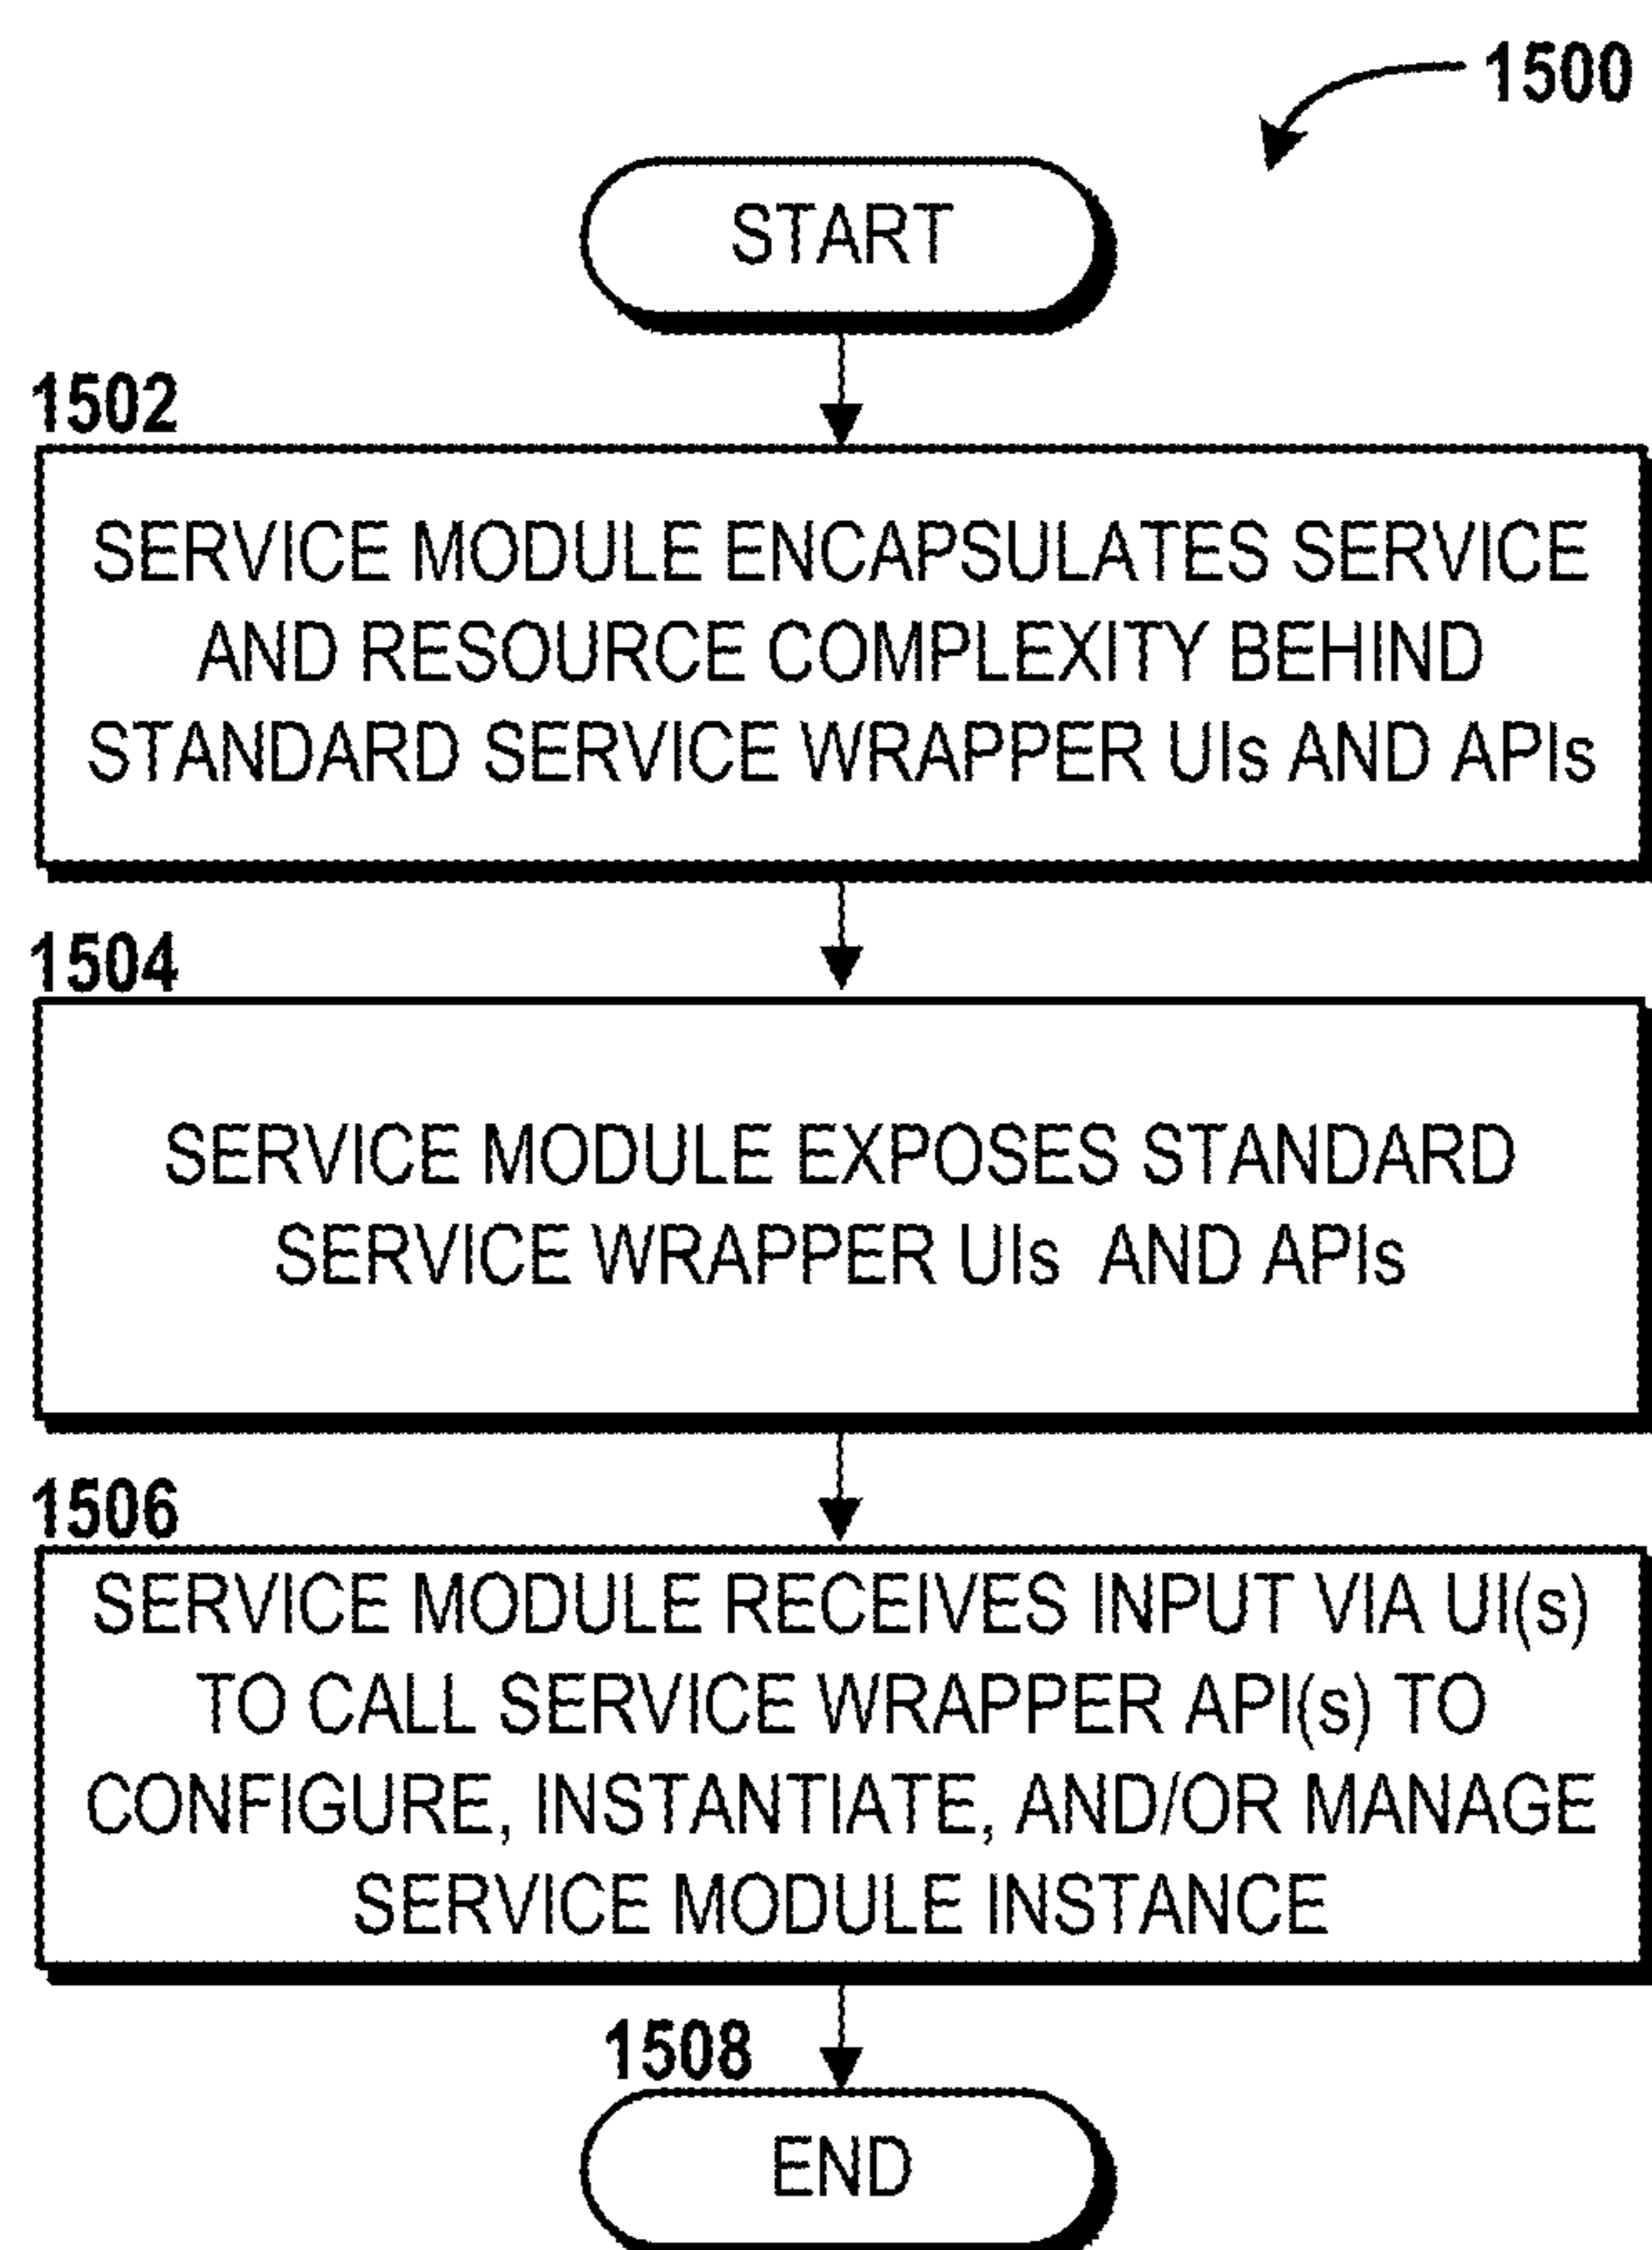 1500
START
1502
SERVICE MODULE ENCAPSULATES SERVICE
AND RESOURCE COMPLEXITY BEHIND
STANDARD SERVICE WRAPPER UIs AND APIs
1504
SERVICE MODULE EXPOSES STANDARD
SERVICE WRAPPER UIs AND APIs
1506
SERVICE MODULE RECEIVES INPUT VIA UI(s)
TO CALL SERVICE WRAPPER API(s) TO
CONFIGURE, INSTANTIATE, AND/OR MANAGE
SERVICE MODULE INSTANCE
1508
END